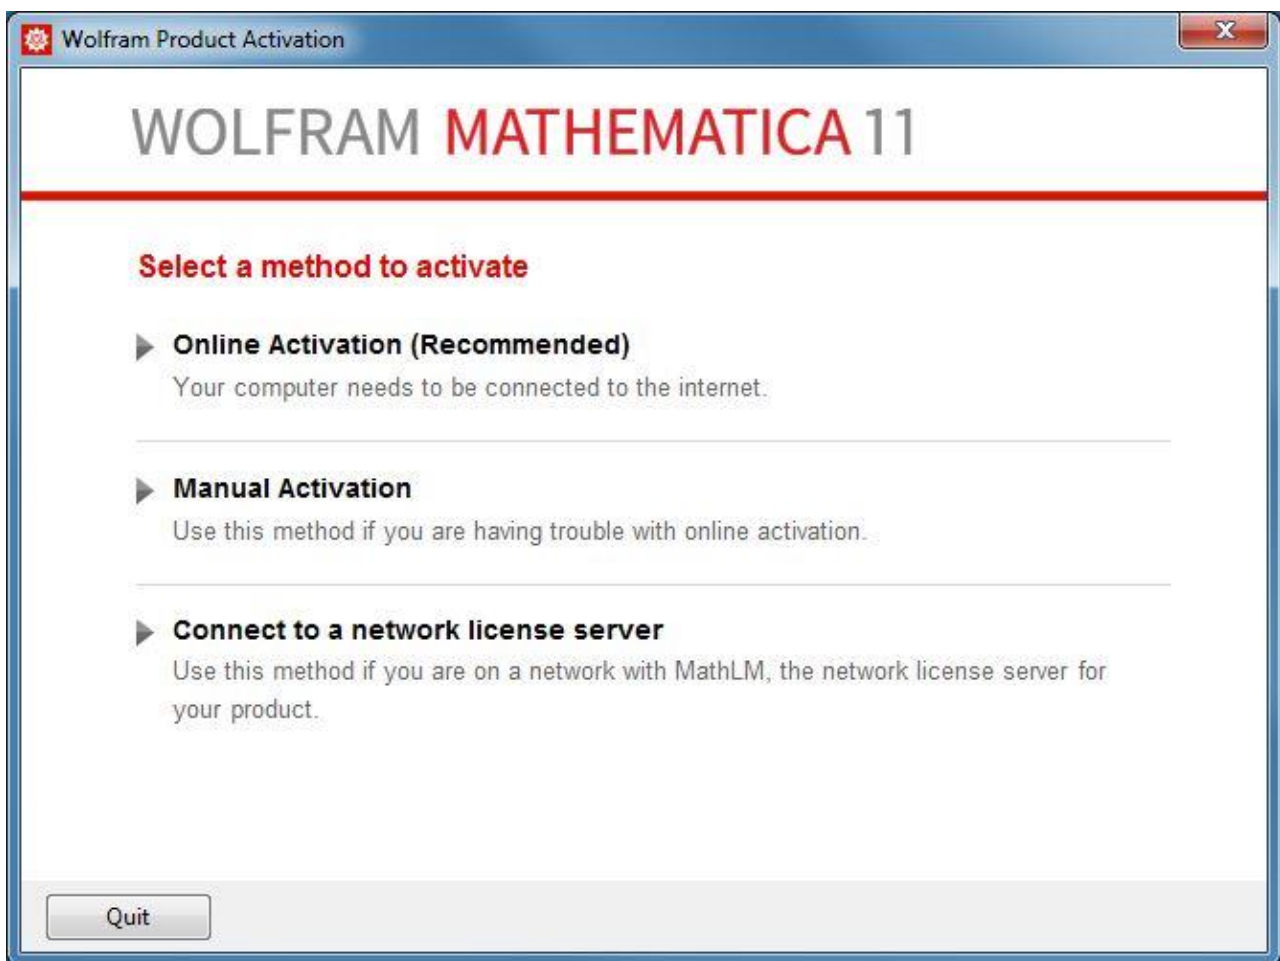 Wolfram Product Activation
WOLFRAM MATHEMATICA 11
Select a method to activate
Online Activation (Recommended)
Your computer needs to be connected to the internet.
Manual Activation
Use this method if you are having trouble with online activation.
Connect to a network license server
Use this method if you are on a network with MathLM, the network license server for
your product.
Quit